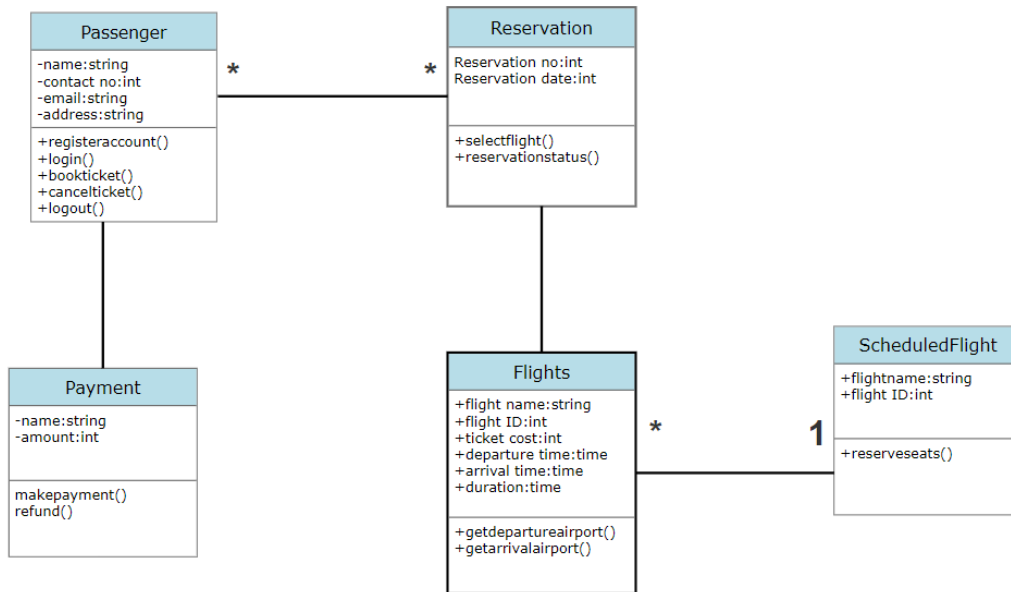 Passenger
-name:string
-contact no:int
-email:string
-address:string
+registeraccount()
+login()
+bookticket()
+cancelticket()
+logout()
*
*
Reservation
Reservation no:int
Reservation date:int
+selectflight()
+reservationstatus()
Payment
-name:string
-amount:int
makepayment()
refund()
Flights
+flight name:string
+flight ID:int
+ticket cost:int
+departure time:time
+arrival time:time
+duration:time
+getdepartureairport()
+getarrivalairport()
*
1
ScheduledFlight
+flightname:string
+flight ID:int
+reserveseats()